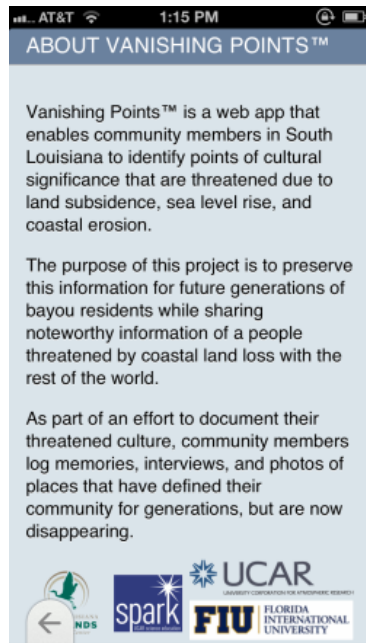 AT&T 1:15 PM
ABOUT VANISHING POINTS™
Vanishing Points™ is a web app that
enables community members in South
Louisiana to identify points of cultural
significance that are threatened due to
land subsidence, sea level rise, and
coastal erosion.
The purpose of this project is to preserve
this information for future generations of
bayou residents while sharing
noteworthy information of a people
threatened by coastal land loss with the
rest of the world.
As part of an effort to document their
threatened culture, community members
log memories, interviews, and photos of
places that have defined their
community for generations, but are now
disappearing.
NDS
spark
UCAR
UNIVERSITY CORPORATION FOR ATMOSPHERIC RESEARCH
FIU FLORIDA
INTERNATIONAL
UNIVERSITY